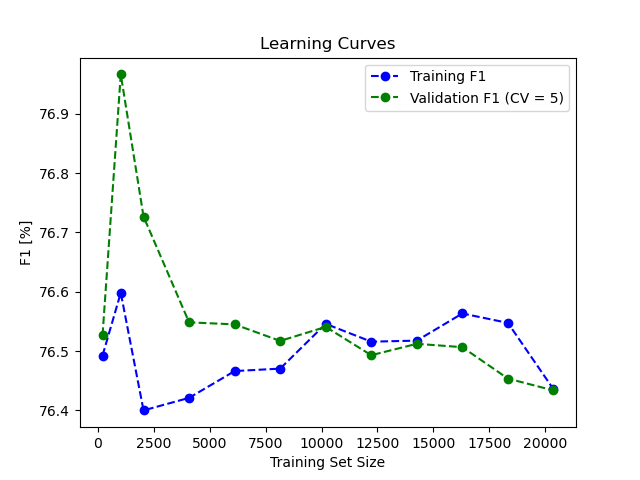 Learning Curves
Training F1
Validation F1 (CV = 5)
F1 [%]
76.9
76.8
76.7
76.6
76.5
76.4
0 2500 5000 7500 10000 12500 15000 17500 20000
Training Set Size